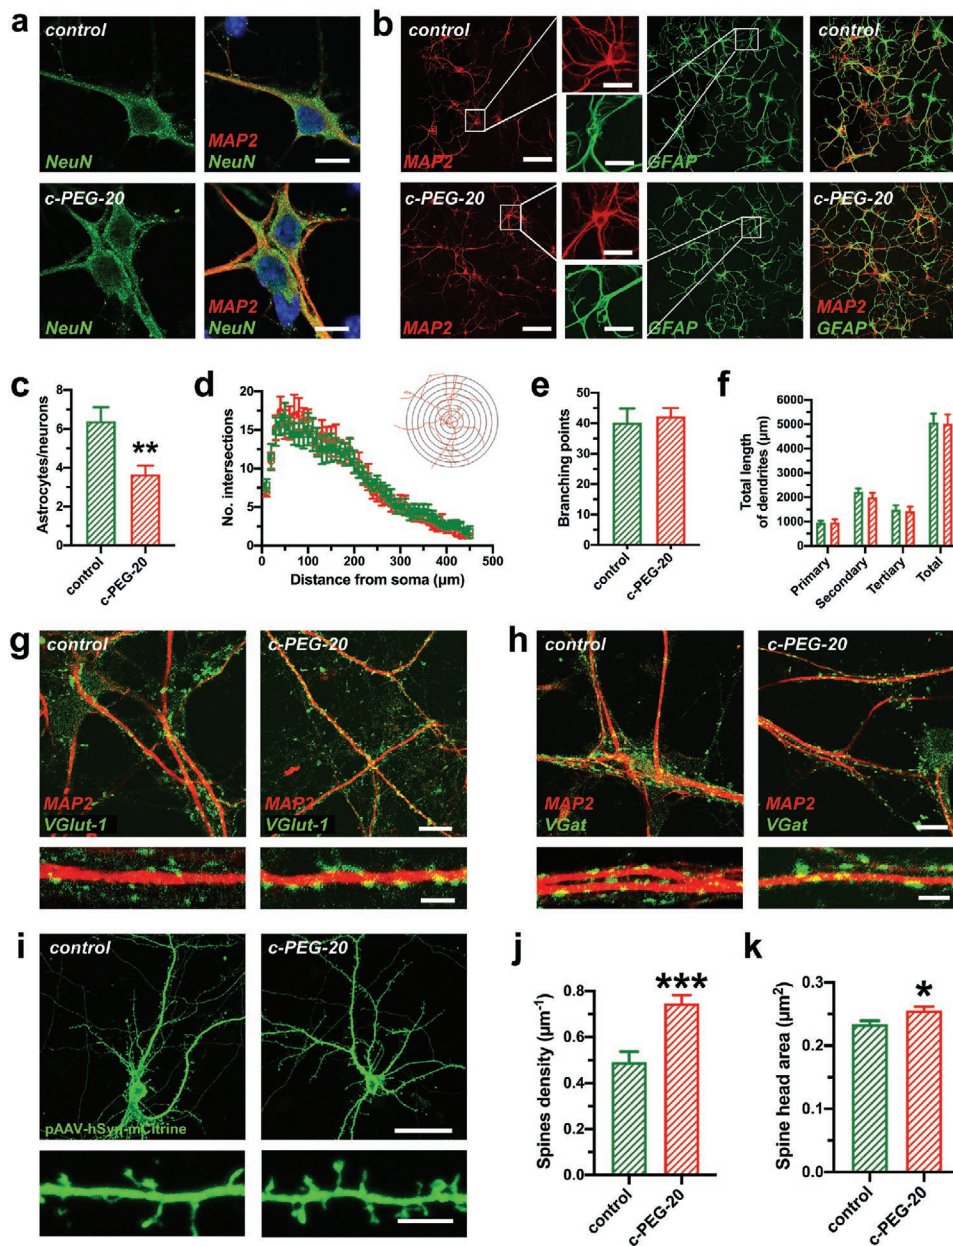 a
control
NeuN
MAP2
NeuN
c-PEG-20
NeuN
MAP2
NeuN
b
control
MAP2
GFAP
c-PEG-20
MAP2
GFAP
c-PEG-20
MAP2
GFAP
c
Astrocytes/neurons
8
6
4
2
0
**
control
c-PEG-20
d
No. intersections
20
15
10
5
0
0 100 200 300 400 500
Distance from soma (µm)
e
Branching points
50
40
30
20
10
0
control
c-PEG-20
f
Total length
of dendrites (µm)
6000
5000
4000
3000
2000
1000
0
Primary
Secondary
Tertiary
Total
g
control
MAP2
VGlut-1
c-PEG-20
MAP2
VGlut-1
h
control
MAP2
VGat
c-PEG-20
MAP2
VGat
i
control
pAAV-hSyn-mCitrine
c-PEG-20
j
Spines density (µm⁻¹)
0.8
0.6
0.4
0.2
0.0
***
control
c-PEG-20
k
Spine head area (µm²)
0.3
0.2
0.1
0.0
*
control
c-PEG-20